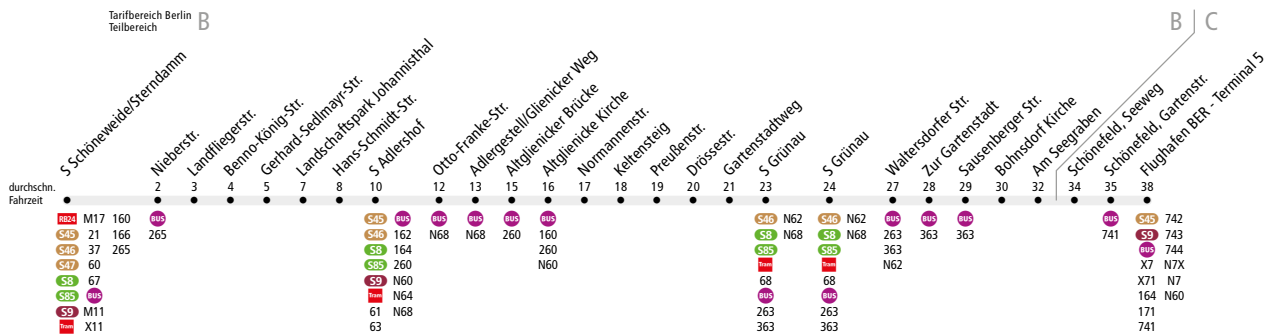 Tarifbereich Berlin
Teilbereich B
B C
S Schöneweide/Sterndamm
Nieberstr.
Landfliegerstr.
Benno-König-Str.
Gerhard-Sedlmayr-Str.
Landschaftspark Johannisthal
Hans-Schmidt-Str.
S Adlershof
Otto-Franke-Str.
Adlergestell/Glienicker Weg
Altglienicker Brücke
Altglienicke Kirche
Normannenstr.
Keltensteig
Preußenstr.
Drössestr.
Gartenstadtweg
S Grünau
S Grünau
Waltersdorfer Str.
Zur Gartenstadt
Sausenberger Str.
Bohnsdorf Kirche
Am Seegraben
Schönefeld, Seeweg
Schönefeld, Gartenstr.
Flughafen BER - Terminal 5
durchschn. 2 3 4 5 7 8 10 12 13 15 16 17 18 19 20 21 23 24 27 28 29 30 32 34 35 38
Fahrzeit
RB24 M17 160 BUS S45 BUS BUS BUS BUS BUS S46 N62 S46 N62 BUS BUS BUS BUS S45 742
S45 21 166 265 S46 162 N68 N68 260 160 S8 N68 S8 N68 263 363 363 741 S9 743
S46 37 265 S8 164 260 S85 S85 363 BUS 744
S47 60 S85 260 N60 Tram Tram N62 X7 N7X
S8 67 S9 N60 68 68 X71 N7
S85 BUS Tram N64 BUS BUS 164 N60
S9 M11 61 N68 263 263 171
Tram X11 63 363 363 741